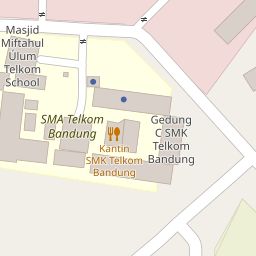 Masjid
Miftahul
Ulum
Telkom
School
SMA Telkom
Bandung
Gedung
C SMK
Telkom
Bandung
Kantin
SMK Telkom
Bandung